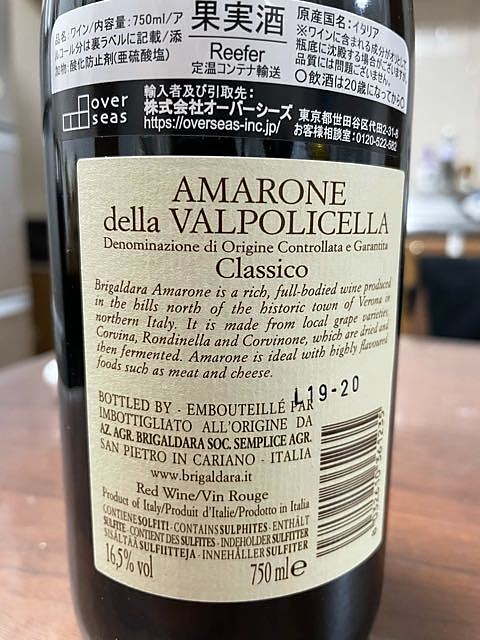 品名:ワイン/内容量:750ml/ア
ルコール分は裏ラベルに記載/添
加物:酸化防止剤(亜硫酸塩)
果実酒
Reefer
定温コンテナ輸送
原産国名:イタリア
※ワインに含まれる成分が
瓶底に沈殿する場合が
品質には問題ございません。
○飲酒は20歳になってから○
over
seas
輸入者及び引取先:
株式会社オーバーシーズ
https://overseas-inc.jp/
東京都世田谷区代田2-31-8
お客様相談室:0120-522-582
AMARONE
della VALPOLICELLA
Denominazione di Origine Controllata e Garantita
Classico
Brigaldara Amarone is a rich, full-bodied wine produced
in the hills north of the historic town of Verona in
northern Italy. It is made from local grape varieties,
Corvina, Rondinella and Corvinone, which are dried and
then fermented. Amarone is ideal with highly flavoured
foods such as meat and cheese.
L19-20
BOTTLED BY - EMBOUTEILLÉ PAR
IMBOTTIGLIATO ALL'ORIGINE DA
AZ. AGR. BRIGALDARA SOC. SEMPLICE AGR.
SAN PIETRO IN CARIANO - ITALIA
www.brigaldara.it
Red Wine/Vin Rouge
Product of Italy/Produit d'Italie/Prodotto in Italia
CONTIENE SOLFITI - CONTAINS SULPHITES - ENTHÄLT
SULFITE - CONTIENT DES SULFITES - INDEHOLDER SULFITTER
SISÄLTÄÄ SULFIITTEJA - INNEHÅLLER SULFITER
16,5% vol
750 ml e